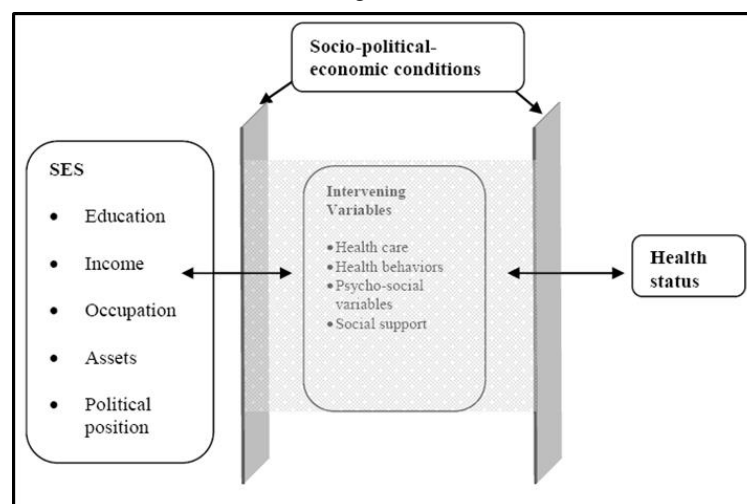 Socio-political-
economic conditions
SES
• Education
• Income
• Occupation
• Assets
• Political
position
Intervening
Variables
• Health care
• Health behaviors
• Psycho-social
variables
• Social support
Health
status